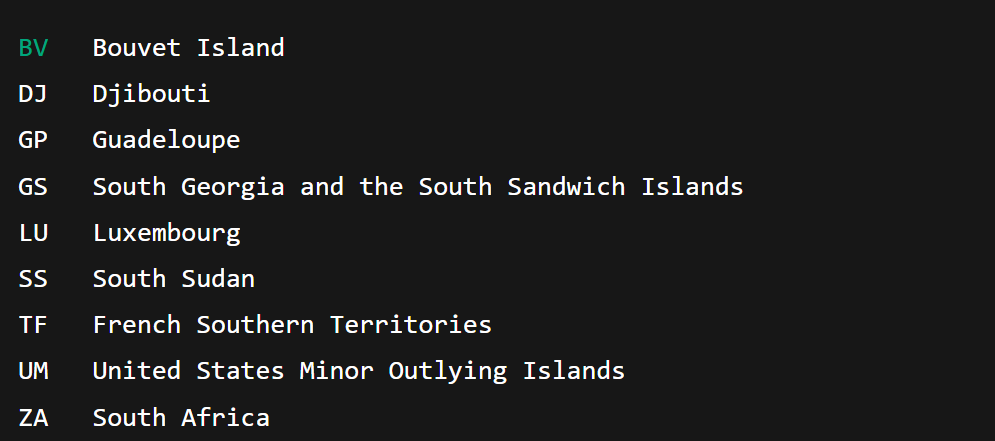 BV   Bouvet Island
DJ   Djibouti
GP   Guadeloupe
GS   South Georgia and the South Sandwich Islands
LU   Luxembourg
SS   South Sudan
TF   French Southern Territories
UM   United States Minor Outlying Islands
ZA   South Africa